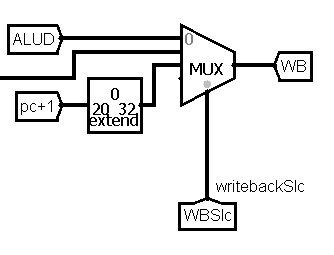 ALUD
0
MUX
WB
0
20 32
extend
pc+1
writebackSlc
WBSlc